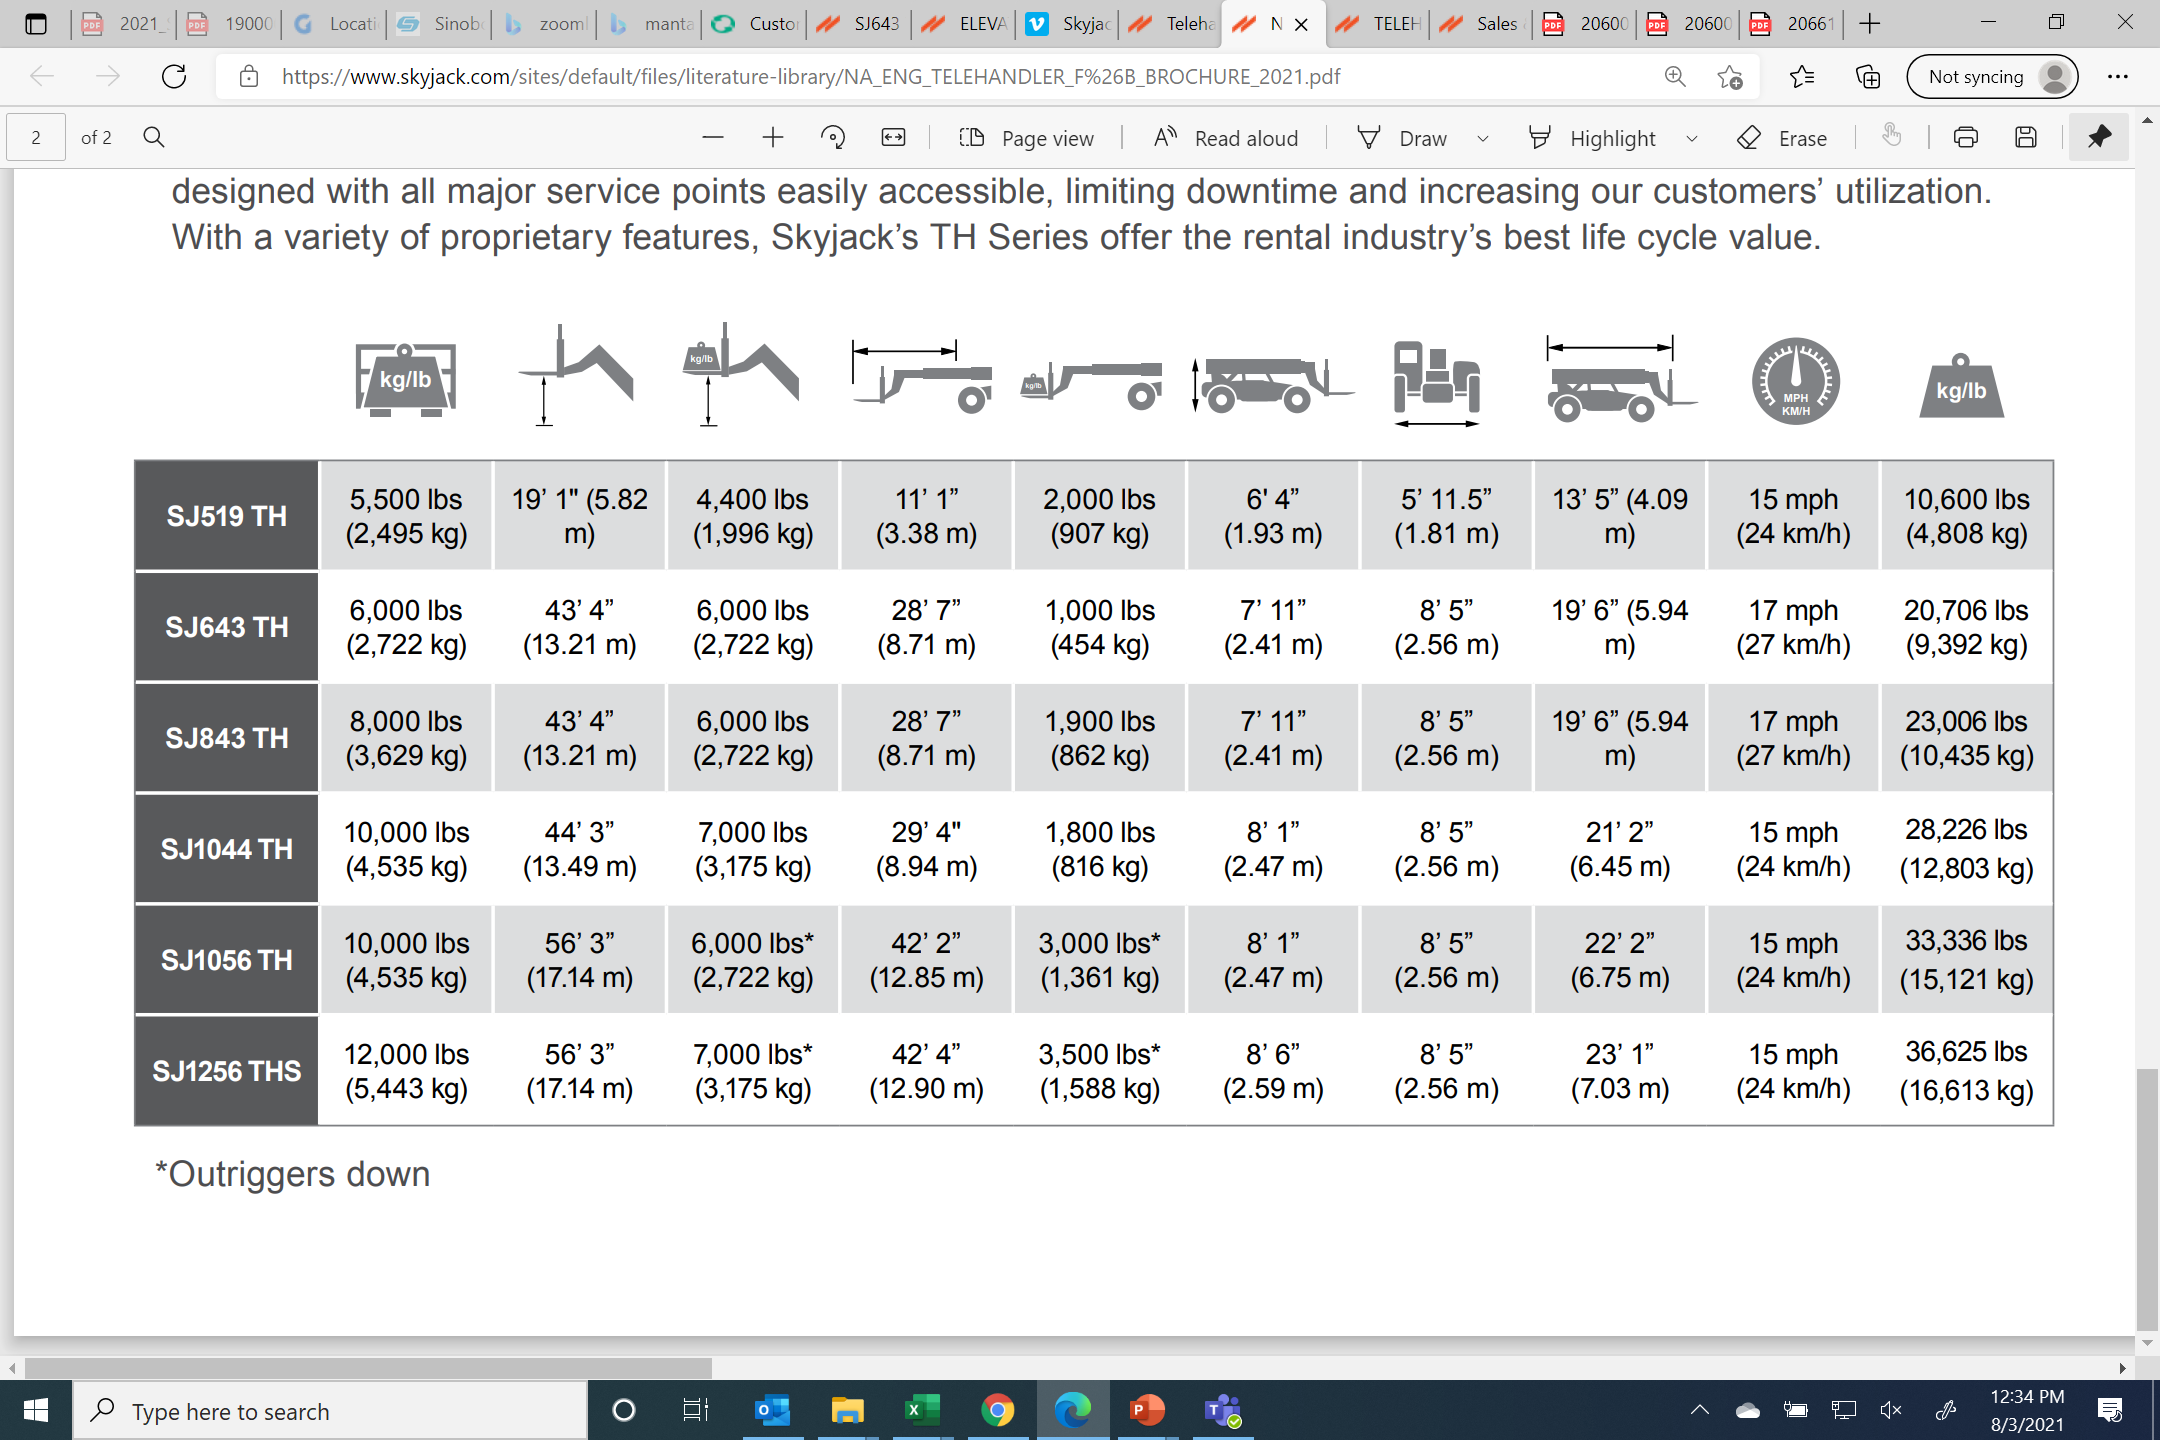 2021_
19000
Locati
Sinob
zooml
manta
Custo
SJ643
ELEVA
Skyjac
Teleha
N
TELEH
Sales
20600
20600
20661
https://www.skyjack.com/sites/default/files/literature-library/NA_ENG_TELEHANDLER_F%26B_BROCHURE_2021.pdf
Not syncing
2 of 2
Page view
Read aloud
Draw
Highlight
Erase
designed with all major service points easily accessible, limiting downtime and increasing our customers’ utilization.
With a variety of proprietary features, Skyjack’s TH Series offer the rental industry’s best life cycle value.
kg/lb
kg/lb
kg/lb
MPH
KM/H
kg/lb
SJ519 TH
5,500 lbs
(2,495 kg)
19’ 1" (5.82
m)
4,400 lbs
(1,996 kg)
11’ 1”
(3.38 m)
2,000 lbs
(907 kg)
6' 4”
(1.93 m)
5’ 11.5”
(1.81 m)
13’ 5” (4.09
m)
15 mph
(24 km/h)
10,600 lbs
(4,808 kg)
SJ643 TH
6,000 lbs
(2,722 kg)
43’ 4”
(13.21 m)
6,000 lbs
(2,722 kg)
28’ 7”
(8.71 m)
1,000 lbs
(454 kg)
7’ 11”
(2.41 m)
8’ 5”
(2.56 m)
19’ 6” (5.94
m)
17 mph
(27 km/h)
20,706 lbs
(9,392 kg)
SJ843 TH
8,000 lbs
(3,629 kg)
43’ 4”
(13.21 m)
6,000 lbs
(2,722 kg)
28’ 7”
(8.71 m)
1,900 lbs
(862 kg)
7’ 11”
(2.41 m)
8’ 5”
(2.56 m)
19’ 6” (5.94
m)
17 mph
(27 km/h)
23,006 lbs
(10,435 kg)
SJ1044 TH
10,000 lbs
(4,535 kg)
44’ 3”
(13.49 m)
7,000 lbs
(3,175 kg)
29’ 4"
(8.94 m)
1,800 lbs
(816 kg)
8’ 1”
(2.47 m)
8’ 5”
(2.56 m)
21’ 2”
(6.45 m)
15 mph
(24 km/h)
28,226 lbs
(12,803 kg)
SJ1056 TH
10,000 lbs
(4,535 kg)
56’ 3”
(17.14 m)
6,000 lbs*
(2,722 kg)
42’ 2”
(12.85 m)
3,000 lbs*
(1,361 kg)
8’ 1”
(2.47 m)
8’ 5”
(2.56 m)
22’ 2”
(6.75 m)
15 mph
(24 km/h)
33,336 lbs
(15,121 kg)
SJ1256 THS
12,000 lbs
(5,443 kg)
56’ 3”
(17.14 m)
7,000 lbs*
(3,175 kg)
42’ 4”
(12.90 m)
3,500 lbs*
(1,588 kg)
8’ 6”
(2.59 m)
8’ 5”
(2.56 m)
23’ 1”
(7.03 m)
15 mph
(24 km/h)
36,625 lbs
(16,613 kg)
*Outriggers down
Type here to search
12:34 PM
8/3/2021